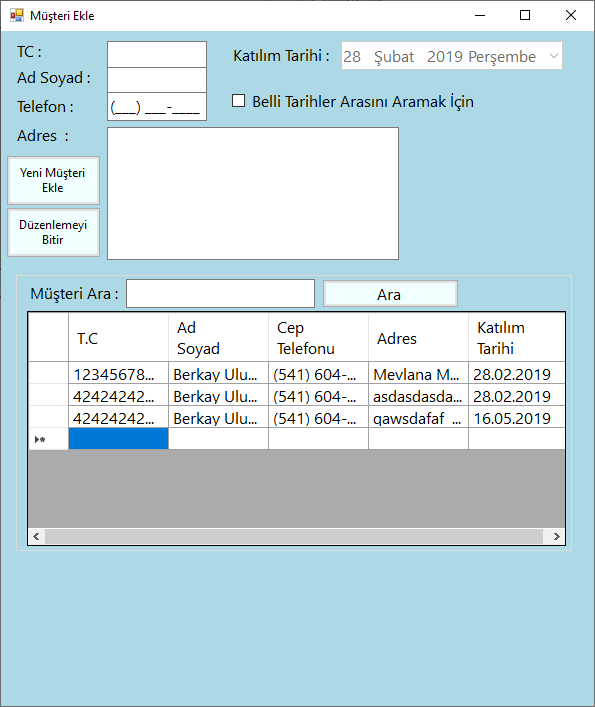 Müşteri Ekle
TC :
Katılım Tarihi :
28 Şubat 2019 Perşembe
Ad Soyad :
Telefon :
(___) ___-____
Belli Tarihler Arasını Aramak İçin
Adres :
Yeni Müşteri
Ekle
Düzenlemeyi
Bitir
Müşteri Ara :
Ara
T.C
Ad
Soyad
Cep
Telefonu
Adres
Katılım
Tarihi
12345678... Berkay Ulu... (541) 604-... Mevlana M... 28.02.2019
42424242... Berkay Ulu... (541) 604-... asdasdasda... 28.02.2019
42424242... Berkay Ulu... (541) 604-... qawsdafaf ... 16.05.2019